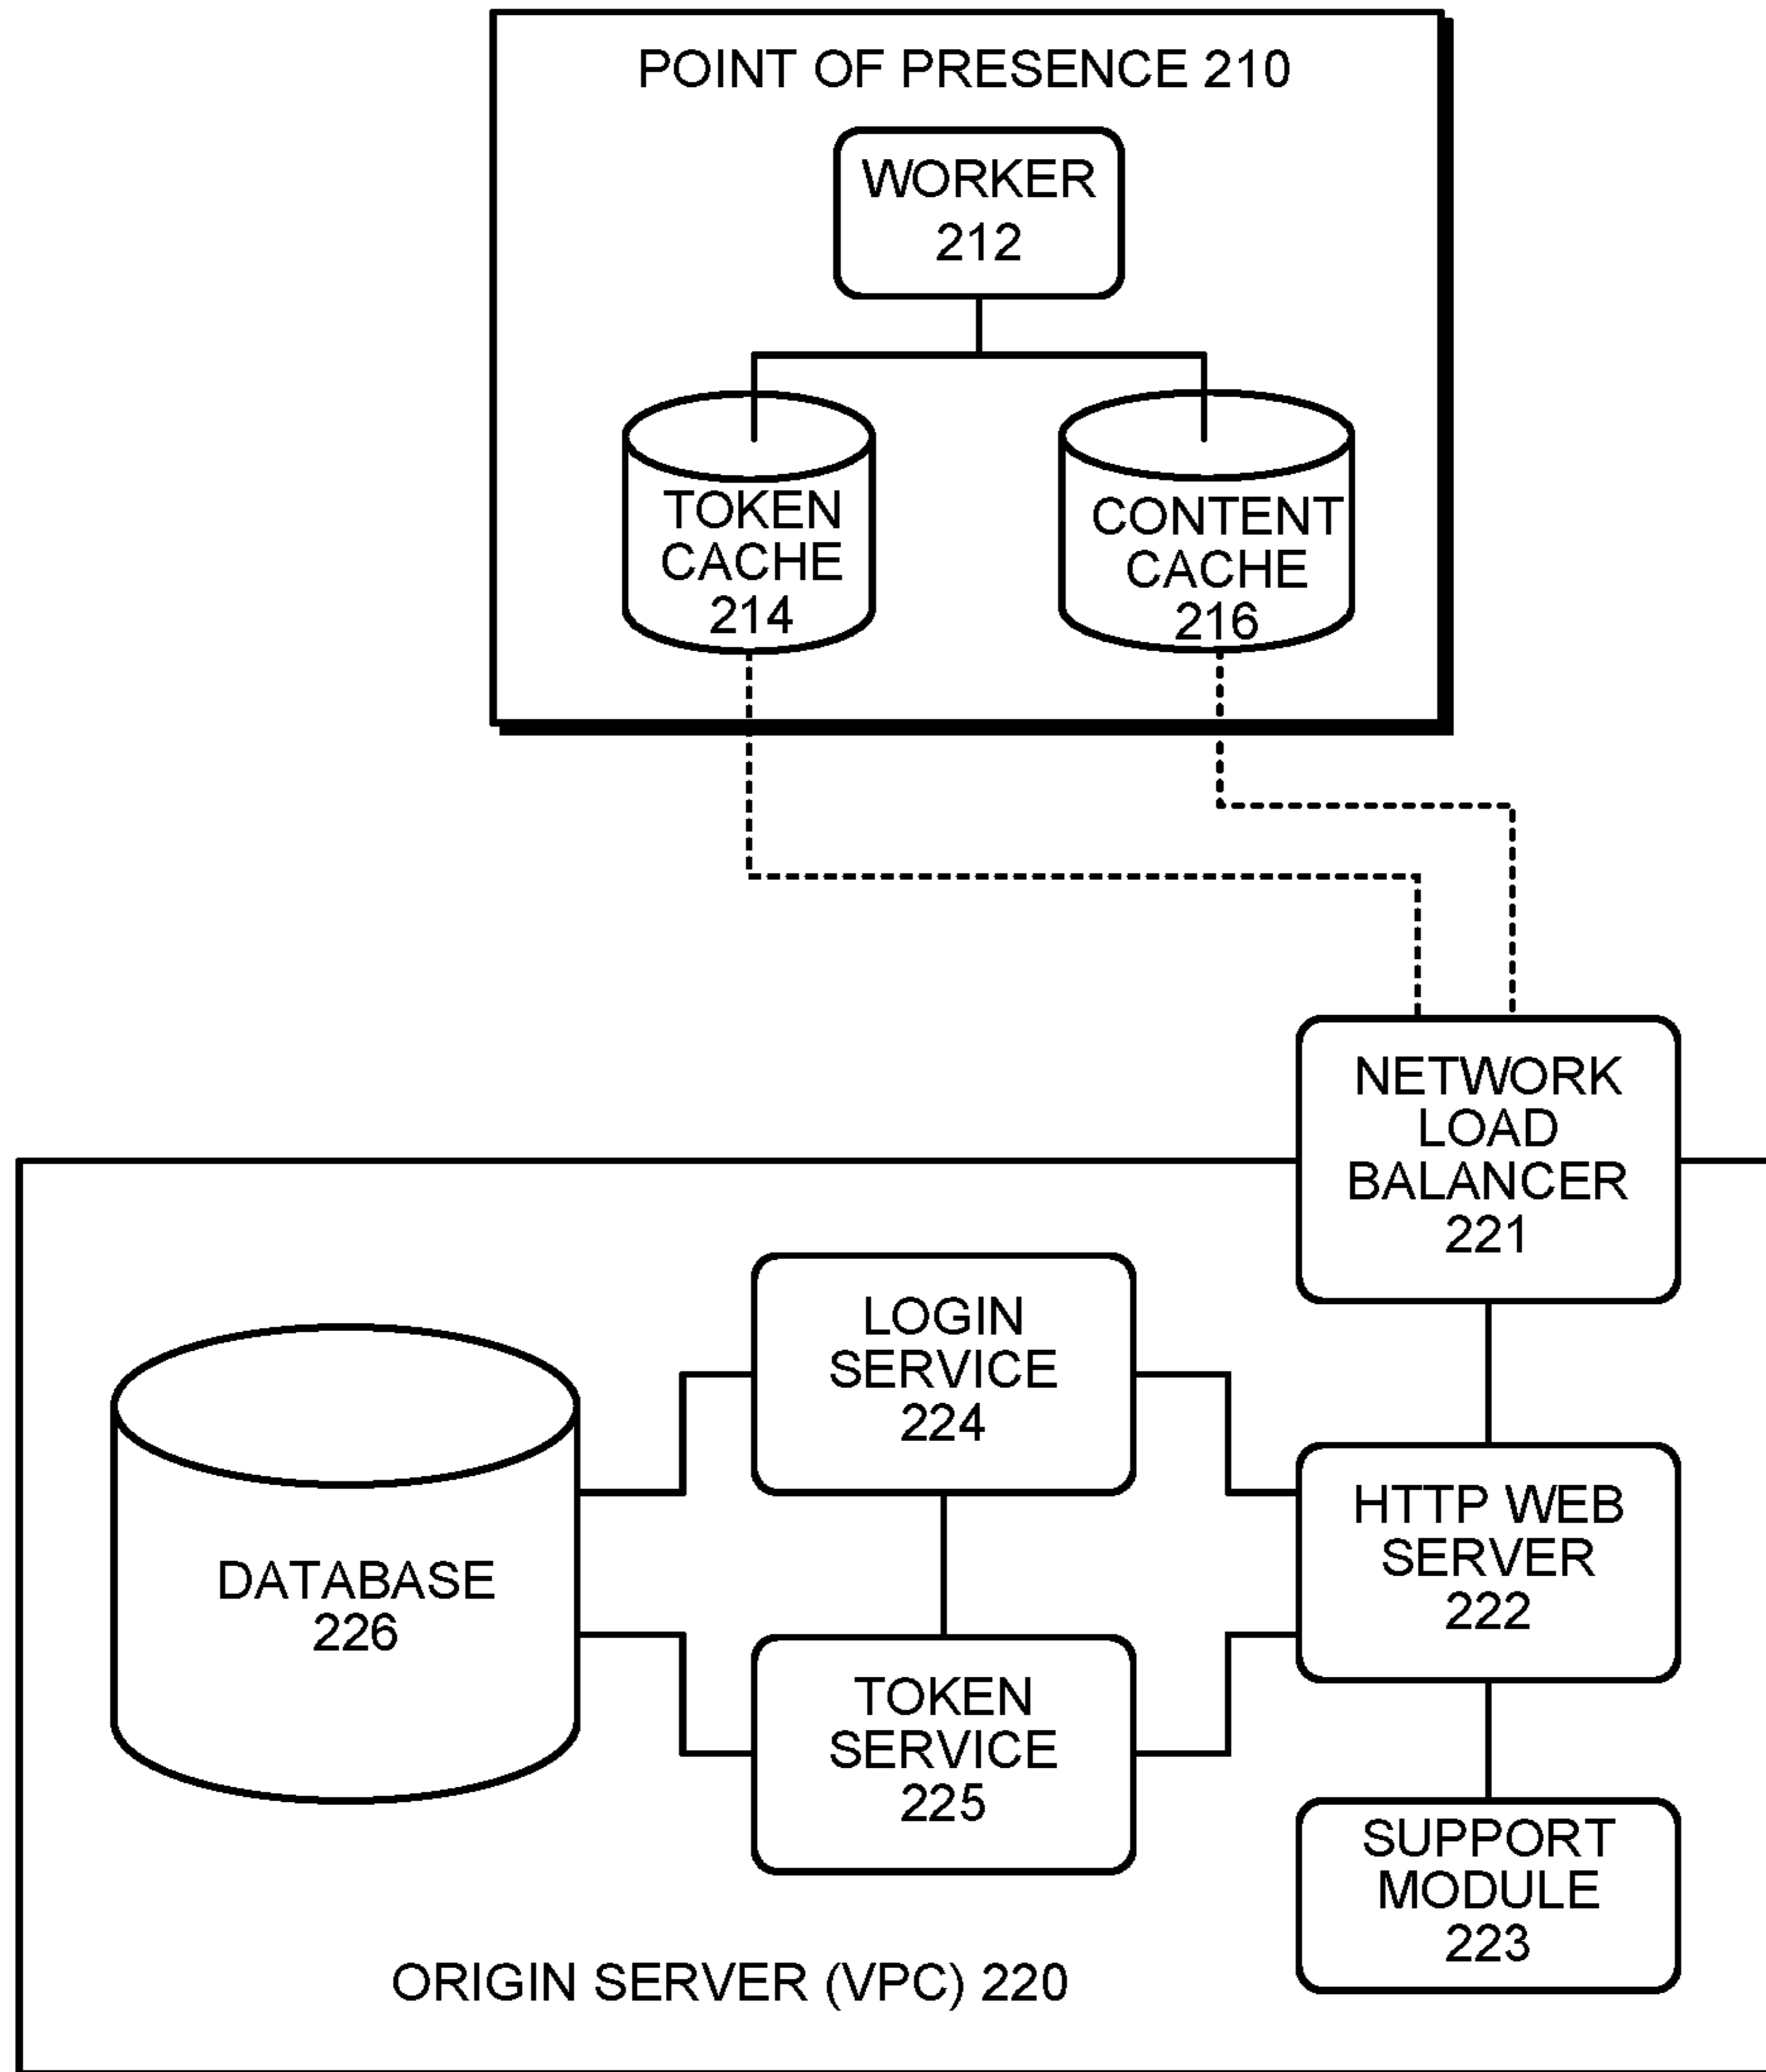 POINT OF PRESENCE 210
WORKER
212
TOKEN
CACHE
214
CONTENT
CACHE
216
NETWORK
LOAD
BALANCER
221
LOGIN
SERVICE
224
HTTP WEB
SERVER
222
DATABASE
226
TOKEN
SERVICE
225
SUPPORT
MODULE
223
ORIGIN SERVER (VPC) 220